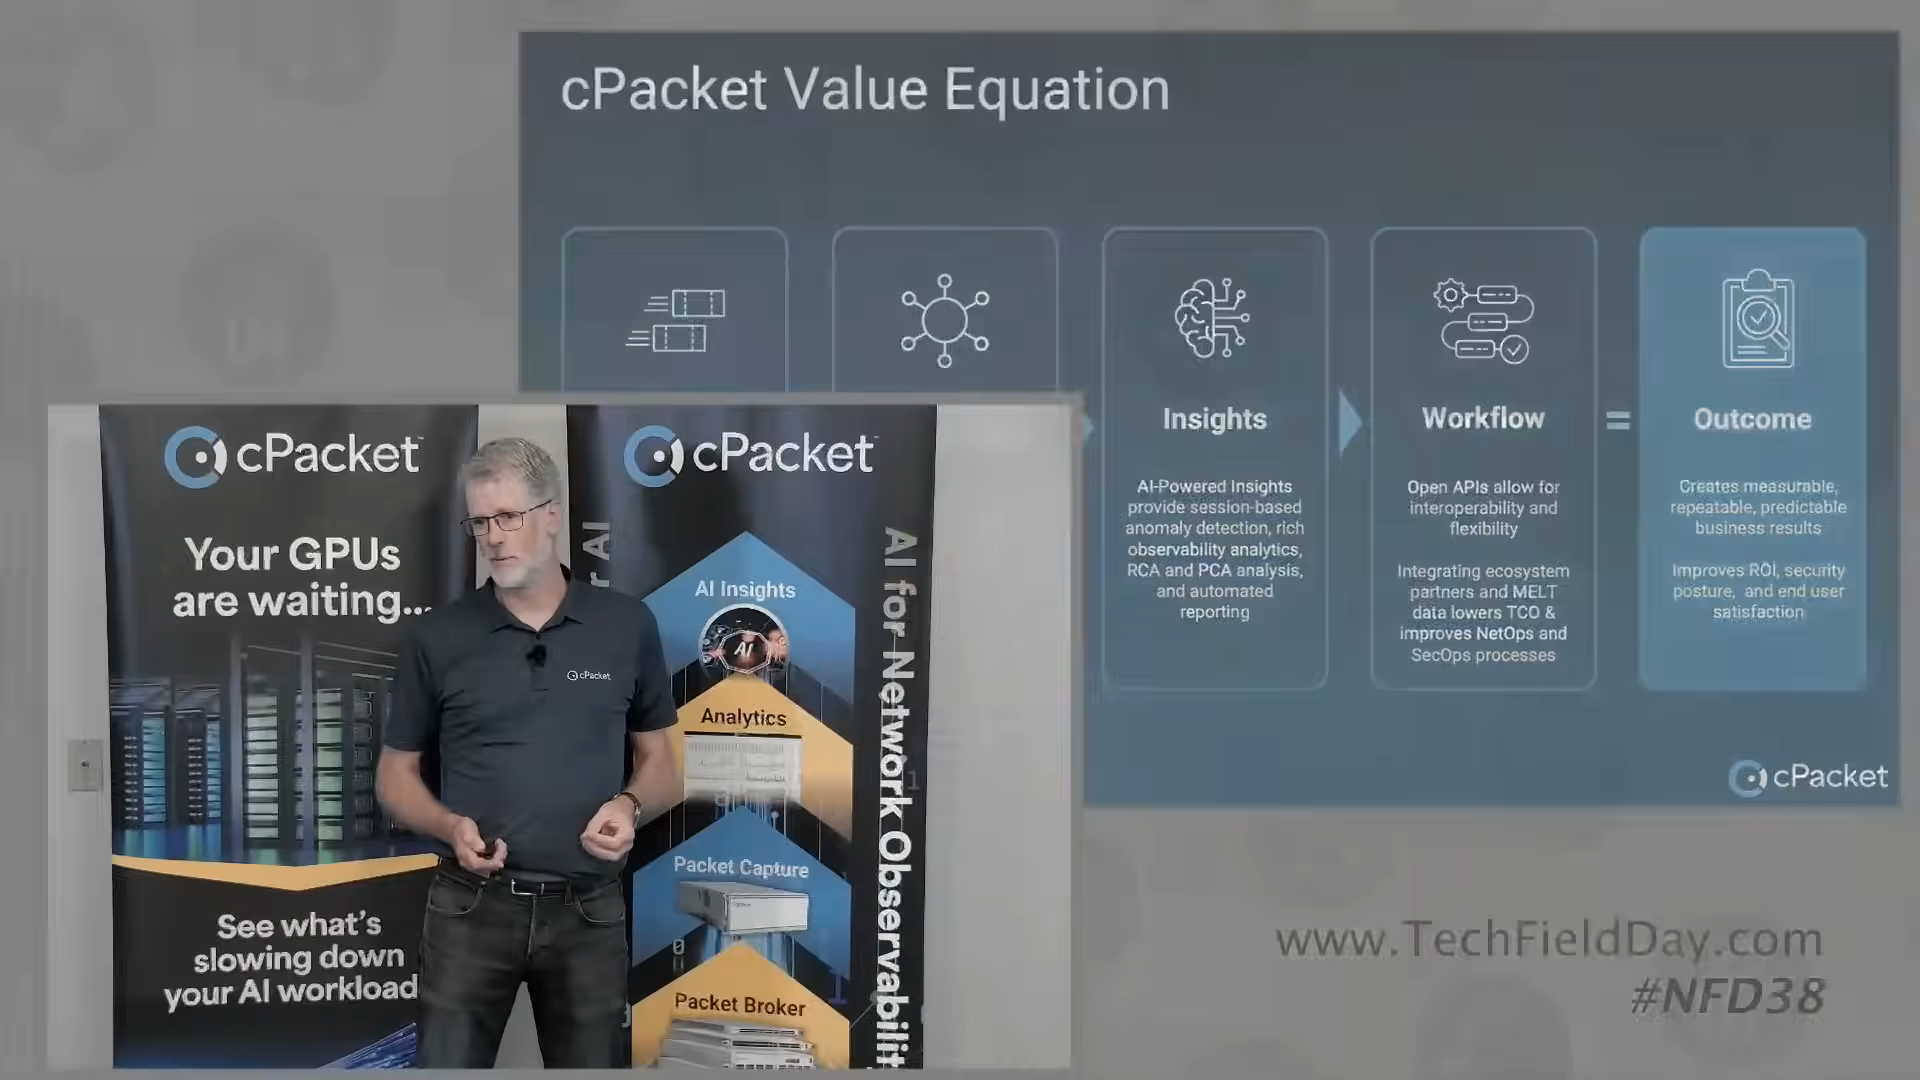 cPacket Value Equation
Insights
AI-Powered Insights
provide session-based
anomaly detection, rich
observability analytics,
RCA and PCA analysis,
and automated
reporting
Workflow
Open APIs allow for
interoperability and
flexibility
Integrating ecosystem
partners and MELT
data lowers TCO &
improves NetOps and
SecOps processes
=
Outcome
Creates measurable,
repeatable, predictable
business results
Improves ROI, security
posture, and end user
satisfaction
cPacket
cPacket™
Your GPUs
are waiting...
See what's
slowing down
your AI workload
cPacket
cPacket™
r AI
AI Insights
AI
Analytics
Packet Capture
Packet Broker
AI for Network Observabilit
www.TechFieldDay.com
#NFD38